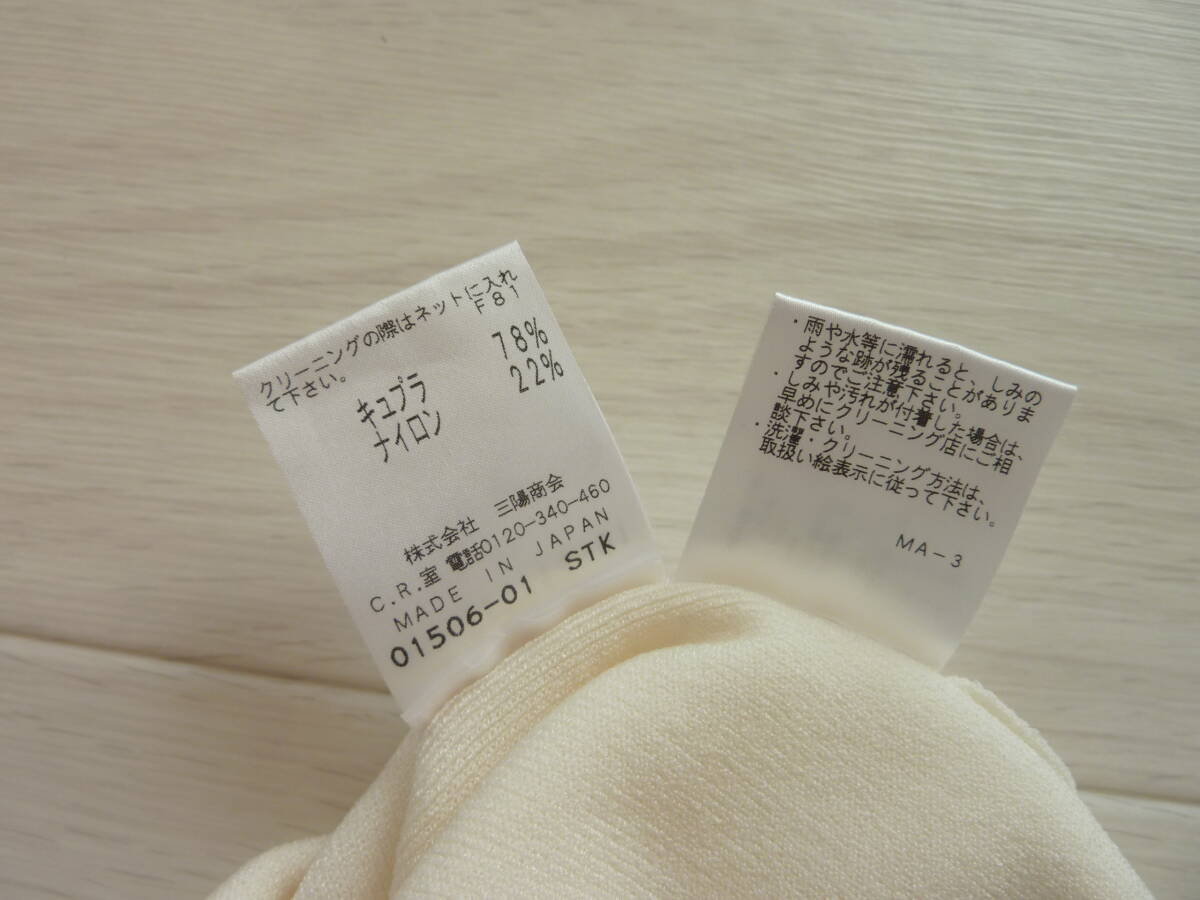 クリーニングの際はネットに入れ
て下さい。
F81
キュプラ 78%
ナイロン 22%
株式会社 三陽商会
C.R.室 電話0120-340-460
MADE IN JAPAN
01506-01 STK
・雨や水等に濡れると、しみの
ような跡が残ることがありま
すのでご注意下さい。
・しみや汚れが付着した場合は、
早めにクリーニング店にご相
談下さい。
・洗濯・クリーニング方法は、
取扱い絵表示に従って下さい。
MA-3